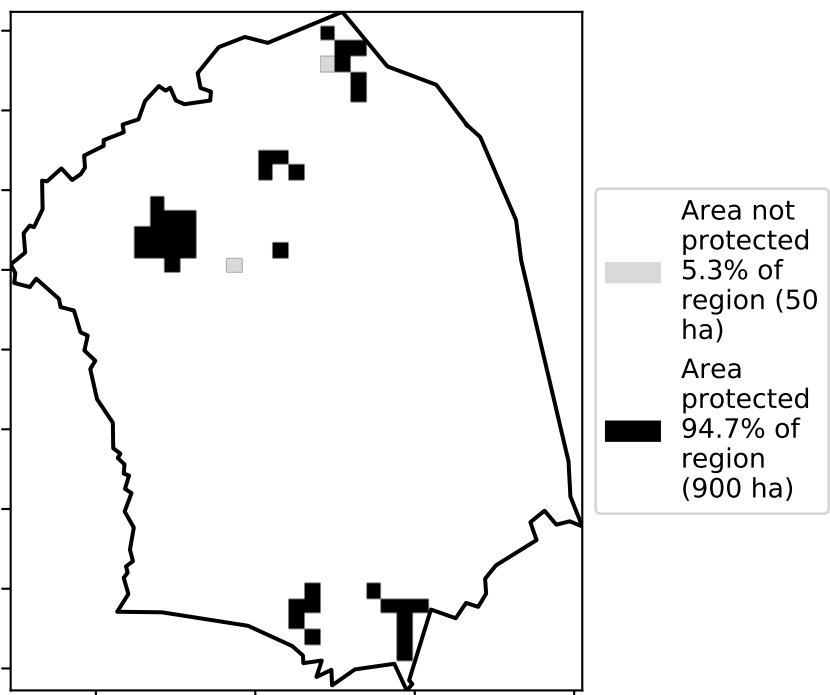 Area not
protected
5.3% of
region (50
ha)
Area
protected
94.7% of
region
(900 ha)